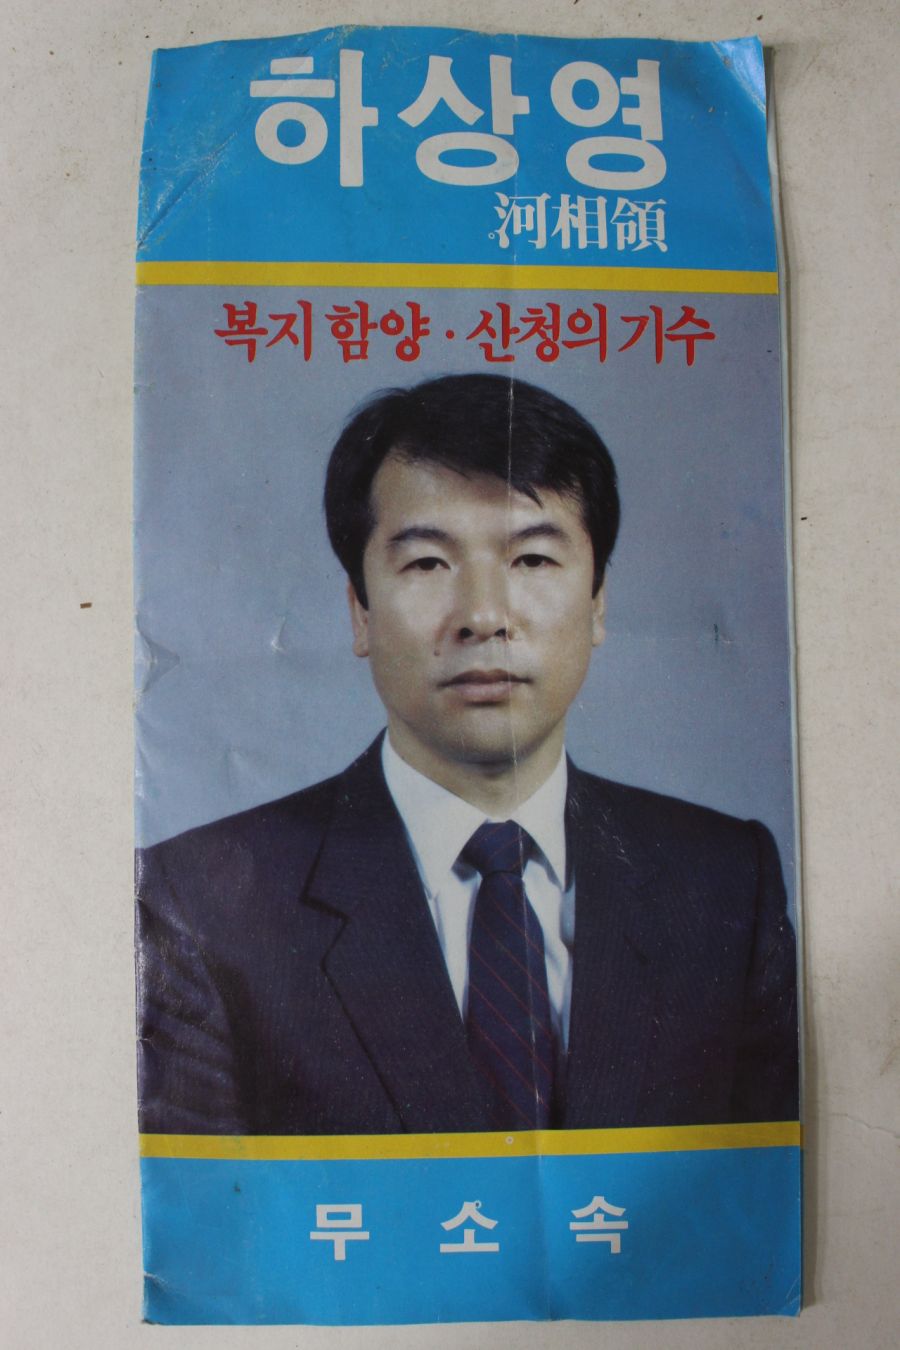 하상영
河相領
복지 함양 · 산청의 기수
무 소 속